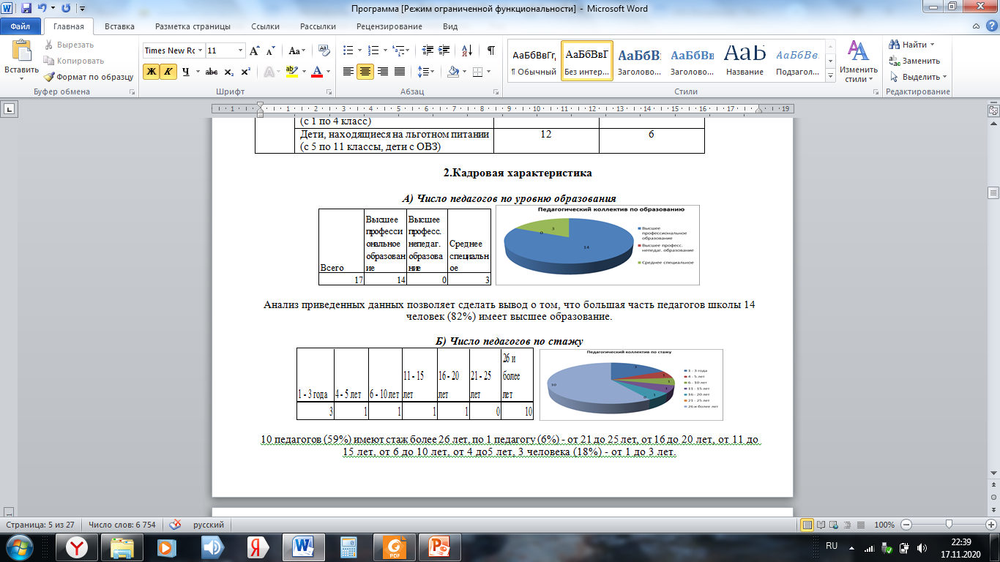 Программа [Режим ограниченной функциональности] - Microsoft Word
Файл Главная Вставка Разметка страницы Ссылки Рассылки Рецензирование Вид
Вставить
Вырезать
Копировать
Формат по образцу
Буфер обмена
Times New Ro 11
Ж К Ч
Шрифт
Абзац
АаБбВвГг, АаБбВвГ АаБбВ АаБбВв АаБ АаБбВв
¶ Обычный Без интер... Заголово... Заголово... Название Подзагол...
Стили
Изменить стили
Найти
Заменить
Выделить
Редактирование
(с 1 по 4 класс)
Дети, находящиеся на льготном питании 12 6
(с 5 по 11 классы, дети с ОВЗ)
2.Кадровая характеристика
А) Число педагогов по уровню образования
Всего
Высшее
професси
ональное
образован
ие
Высшее
професс.
непедаг.
образова
ние
Среднее
специальн
ое
17 14 0 3
Педагогический коллектив по образованию
3
0
14
Высшее
профессиональное
образование
Высшее професс.
непедаг. образование
Среднее специальное
Анализ приведенных данных позволяет сделать вывод о том, что большая часть педагогов школы 14
человек (82%) имеет высшее образование.
Б) Число педагогов по стажу
1 - 3 года
4 - 5 лет
6 - 10 лет
11 - 15
лет
16 - 20
лет
21 - 25
лет
26 и
более
лет
3 1 1 1 1 0 10
Педагогический коллектив по стажу
3
1
1
1
1
0
10
1 - 3 года
4 - 5 лет
6 - 10 лет
11 - 15 лет
16 - 20 лет
21 - 25 лет
26 и более лет
10 педагогов (59%) имеют стаж более 26 лет, по 1 педагогу (6%) - от 21 до 25 лет, от 16 до 20 лет, от 11 до
15 лет, от 6 до 10 лет, от 4 до5 лет, 3 человека (18%) - от 1 до 3 лет.
Страница: 5 из 27 Число слов: 6 754 русский 100%
RU
22:39
17.11.2020